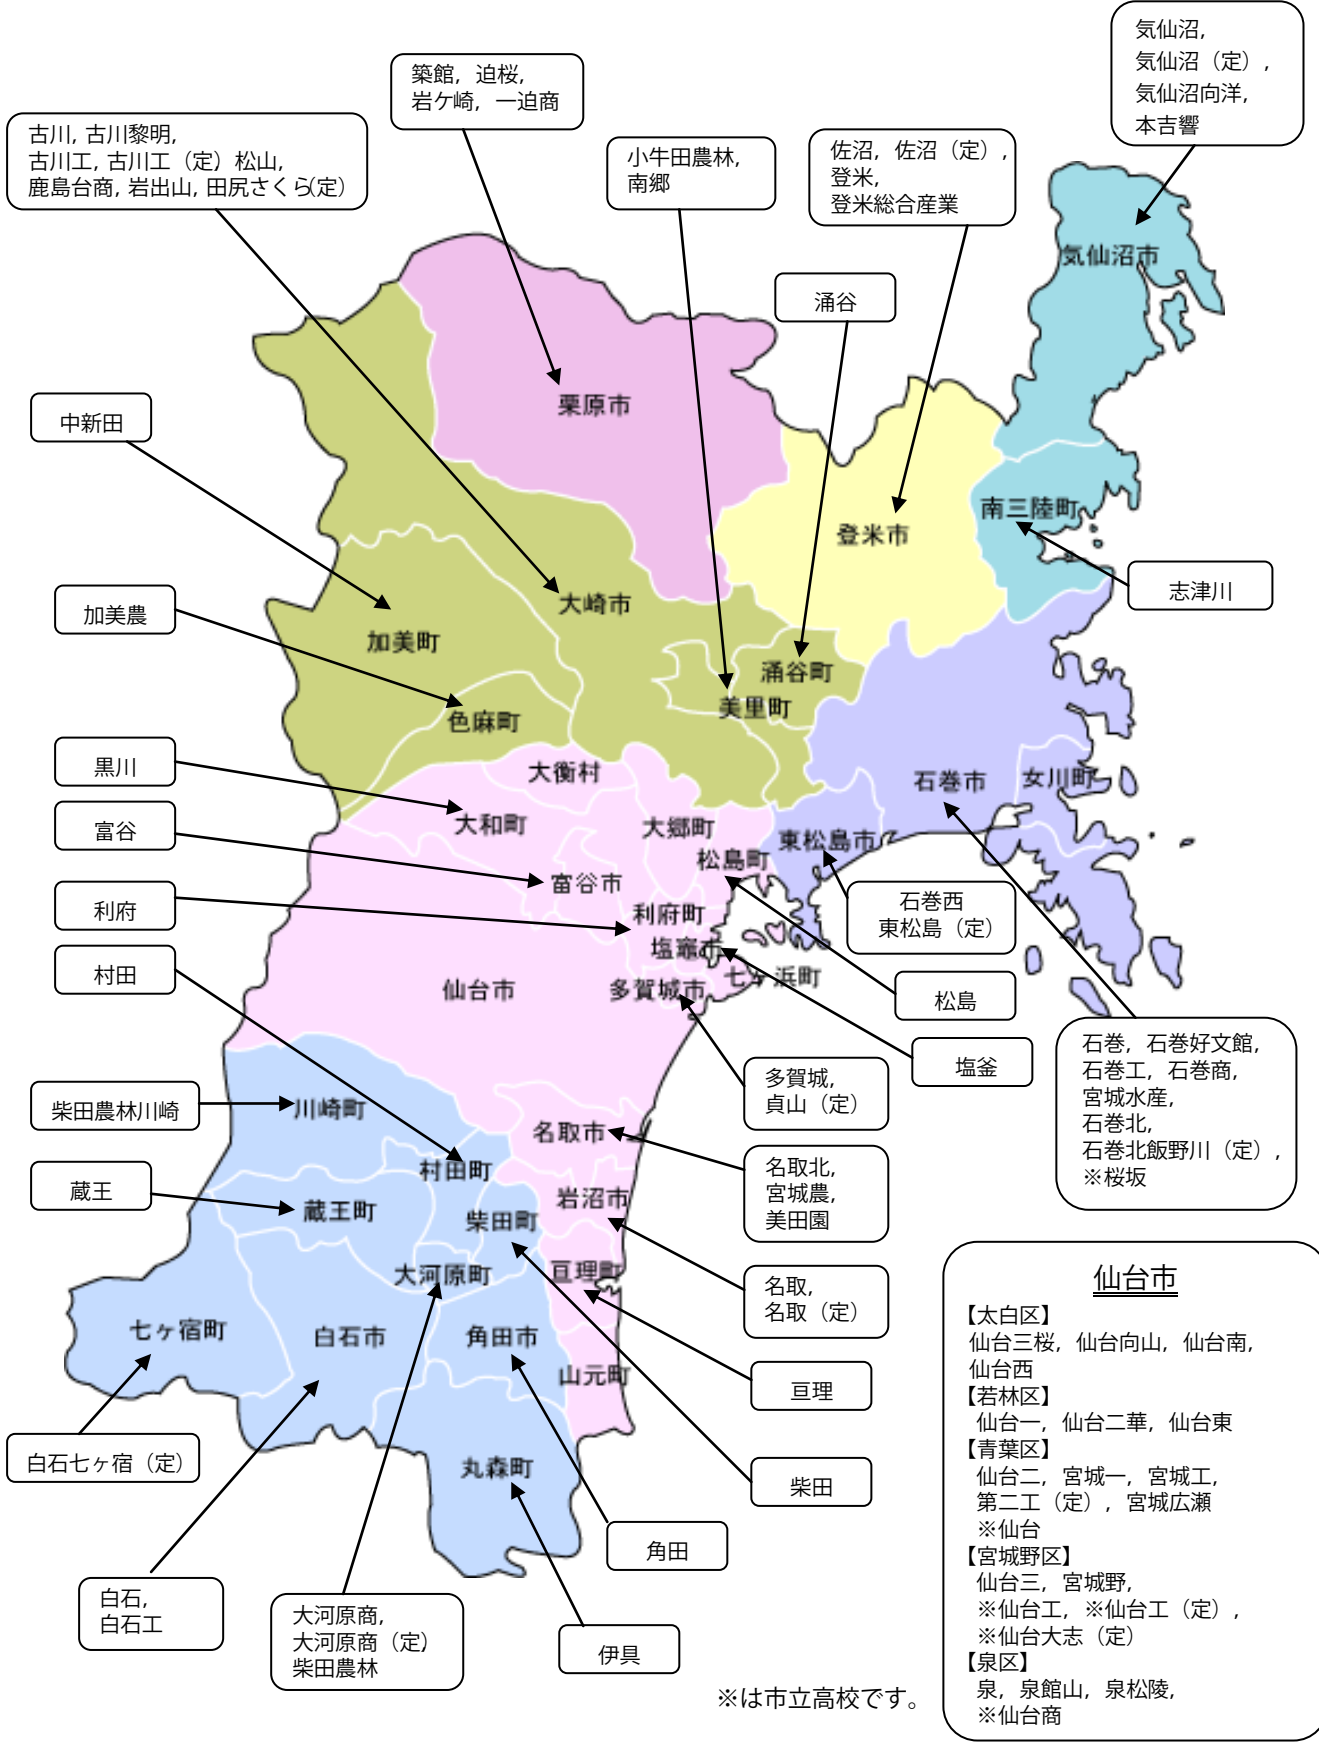 気仙沼,
気仙沼（定）,
気仙沼向洋,
本吉響
築館, 迫桜,
岩ケ崎, 一迫商
古川, 古川黎明,
古川工, 古川工（定）松山,
鹿島台商, 岩出山, 田尻さくら(定)
小牛田農林,
南郷
佐沼, 佐沼（定）,
登米,
登米総合産業
涌谷
中新田
加美農
黒川
富谷
利府
村田
柴田農林川崎
蔵王
白石七ヶ宿（定）
白石,
白石工
大河原商,
大河原商（定）
柴田農林
伊具
角田
柴田
亘理
名取,
名取（定）
名取北,
宮城農,
美田園
多賀城,
貞山（定）
塩釜
松島
石巻西
東松島（定）
志津川
石巻, 石巻好文館,
石巻工, 石巻商,
宮城水産,
石巻北,
石巻北飯野川（定）,
※桜坂
気仙沼市
栗原市
南三陸町
登米市
大崎市
加美町
涌谷町
美里町
色麻町
大衡村
石巻市
女川町
大和町
大郷町
東松島市
松島町
富谷市
利府町
塩竈市
七ヶ浜町
仙台市
多賀城市
川崎町
名取市
村田町
岩沼市
蔵王町
柴田町
大河原町
亘理町
七ヶ宿町
白石市
角田市
山元町
丸森町
仙台市
【太白区】
仙台三桜, 仙台向山, 仙台南,
仙台西
【若林区】
仙台一, 仙台二華, 仙台東
【青葉区】
仙台二, 宮城一, 宮城工,
第二工（定）, 宮城広瀬
※仙台
【宮城野区】
仙台三, 宮城野,
※仙台工, ※仙台工（定）,
※仙台大志（定）
【泉区】
泉, 泉館山, 泉松陵,
※仙台商
※は市立高校です。